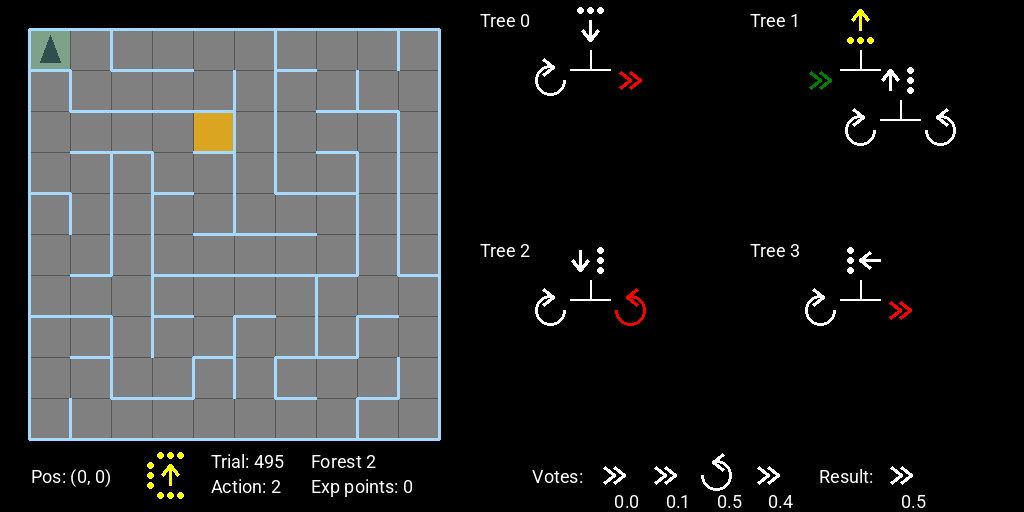 Tree 0
Tree 1
Tree 2
Tree 3
Pos: (0, 0)
Trial: 495
Forest 2
Action: 2
Exp points: 0
Votes:
0.0
0.1
0.5
0.4
Result:
0.5